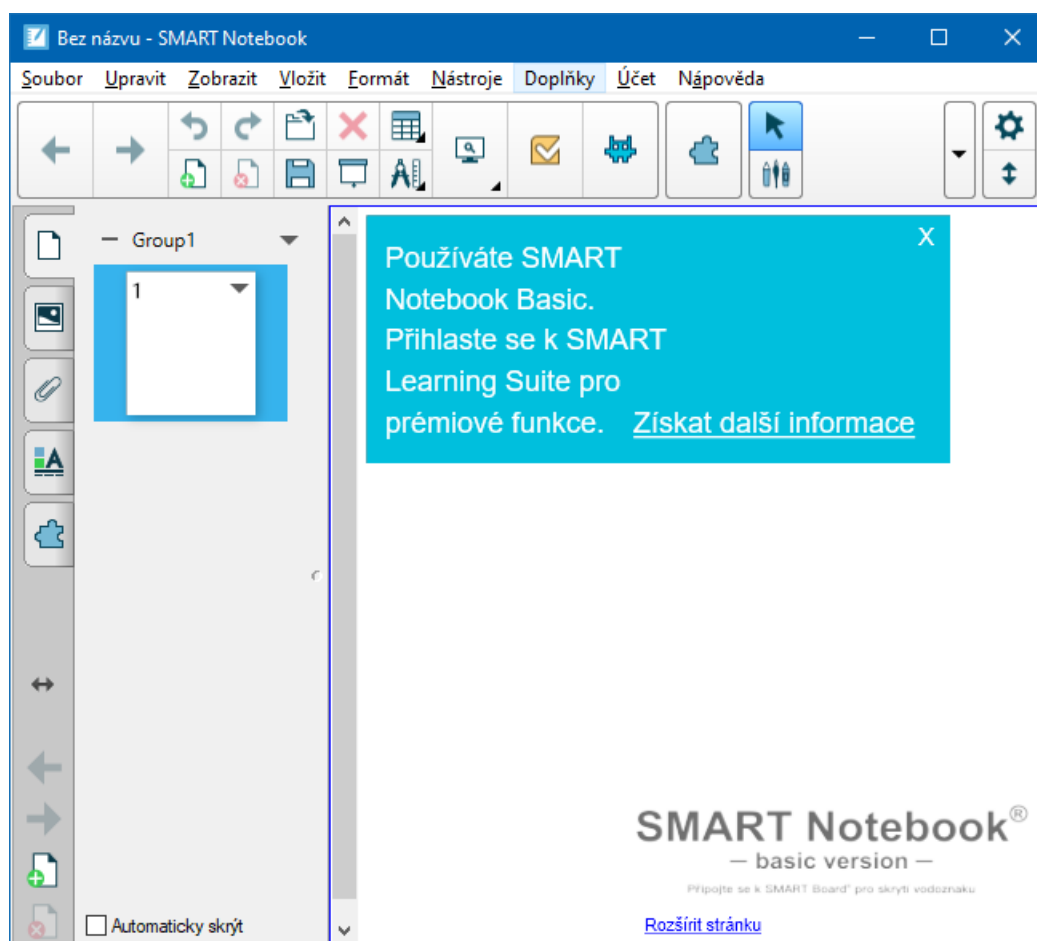 Bez názvu - SMART Notebook
Soubor Upravit Zobrazit Vložit Formát Nástroje Doplňky Účet Nápověda
Group1
1
X
Používáte SMART
Notebook Basic.
Přihlaste se k SMART
Learning Suite pro
prémiové funkce. Získat další informace
SMART Notebook®
— basic version —
Připojte se k SMART Board® pro skrytí vodoznaku
Automaticky skrýt
Rozšířit stránku